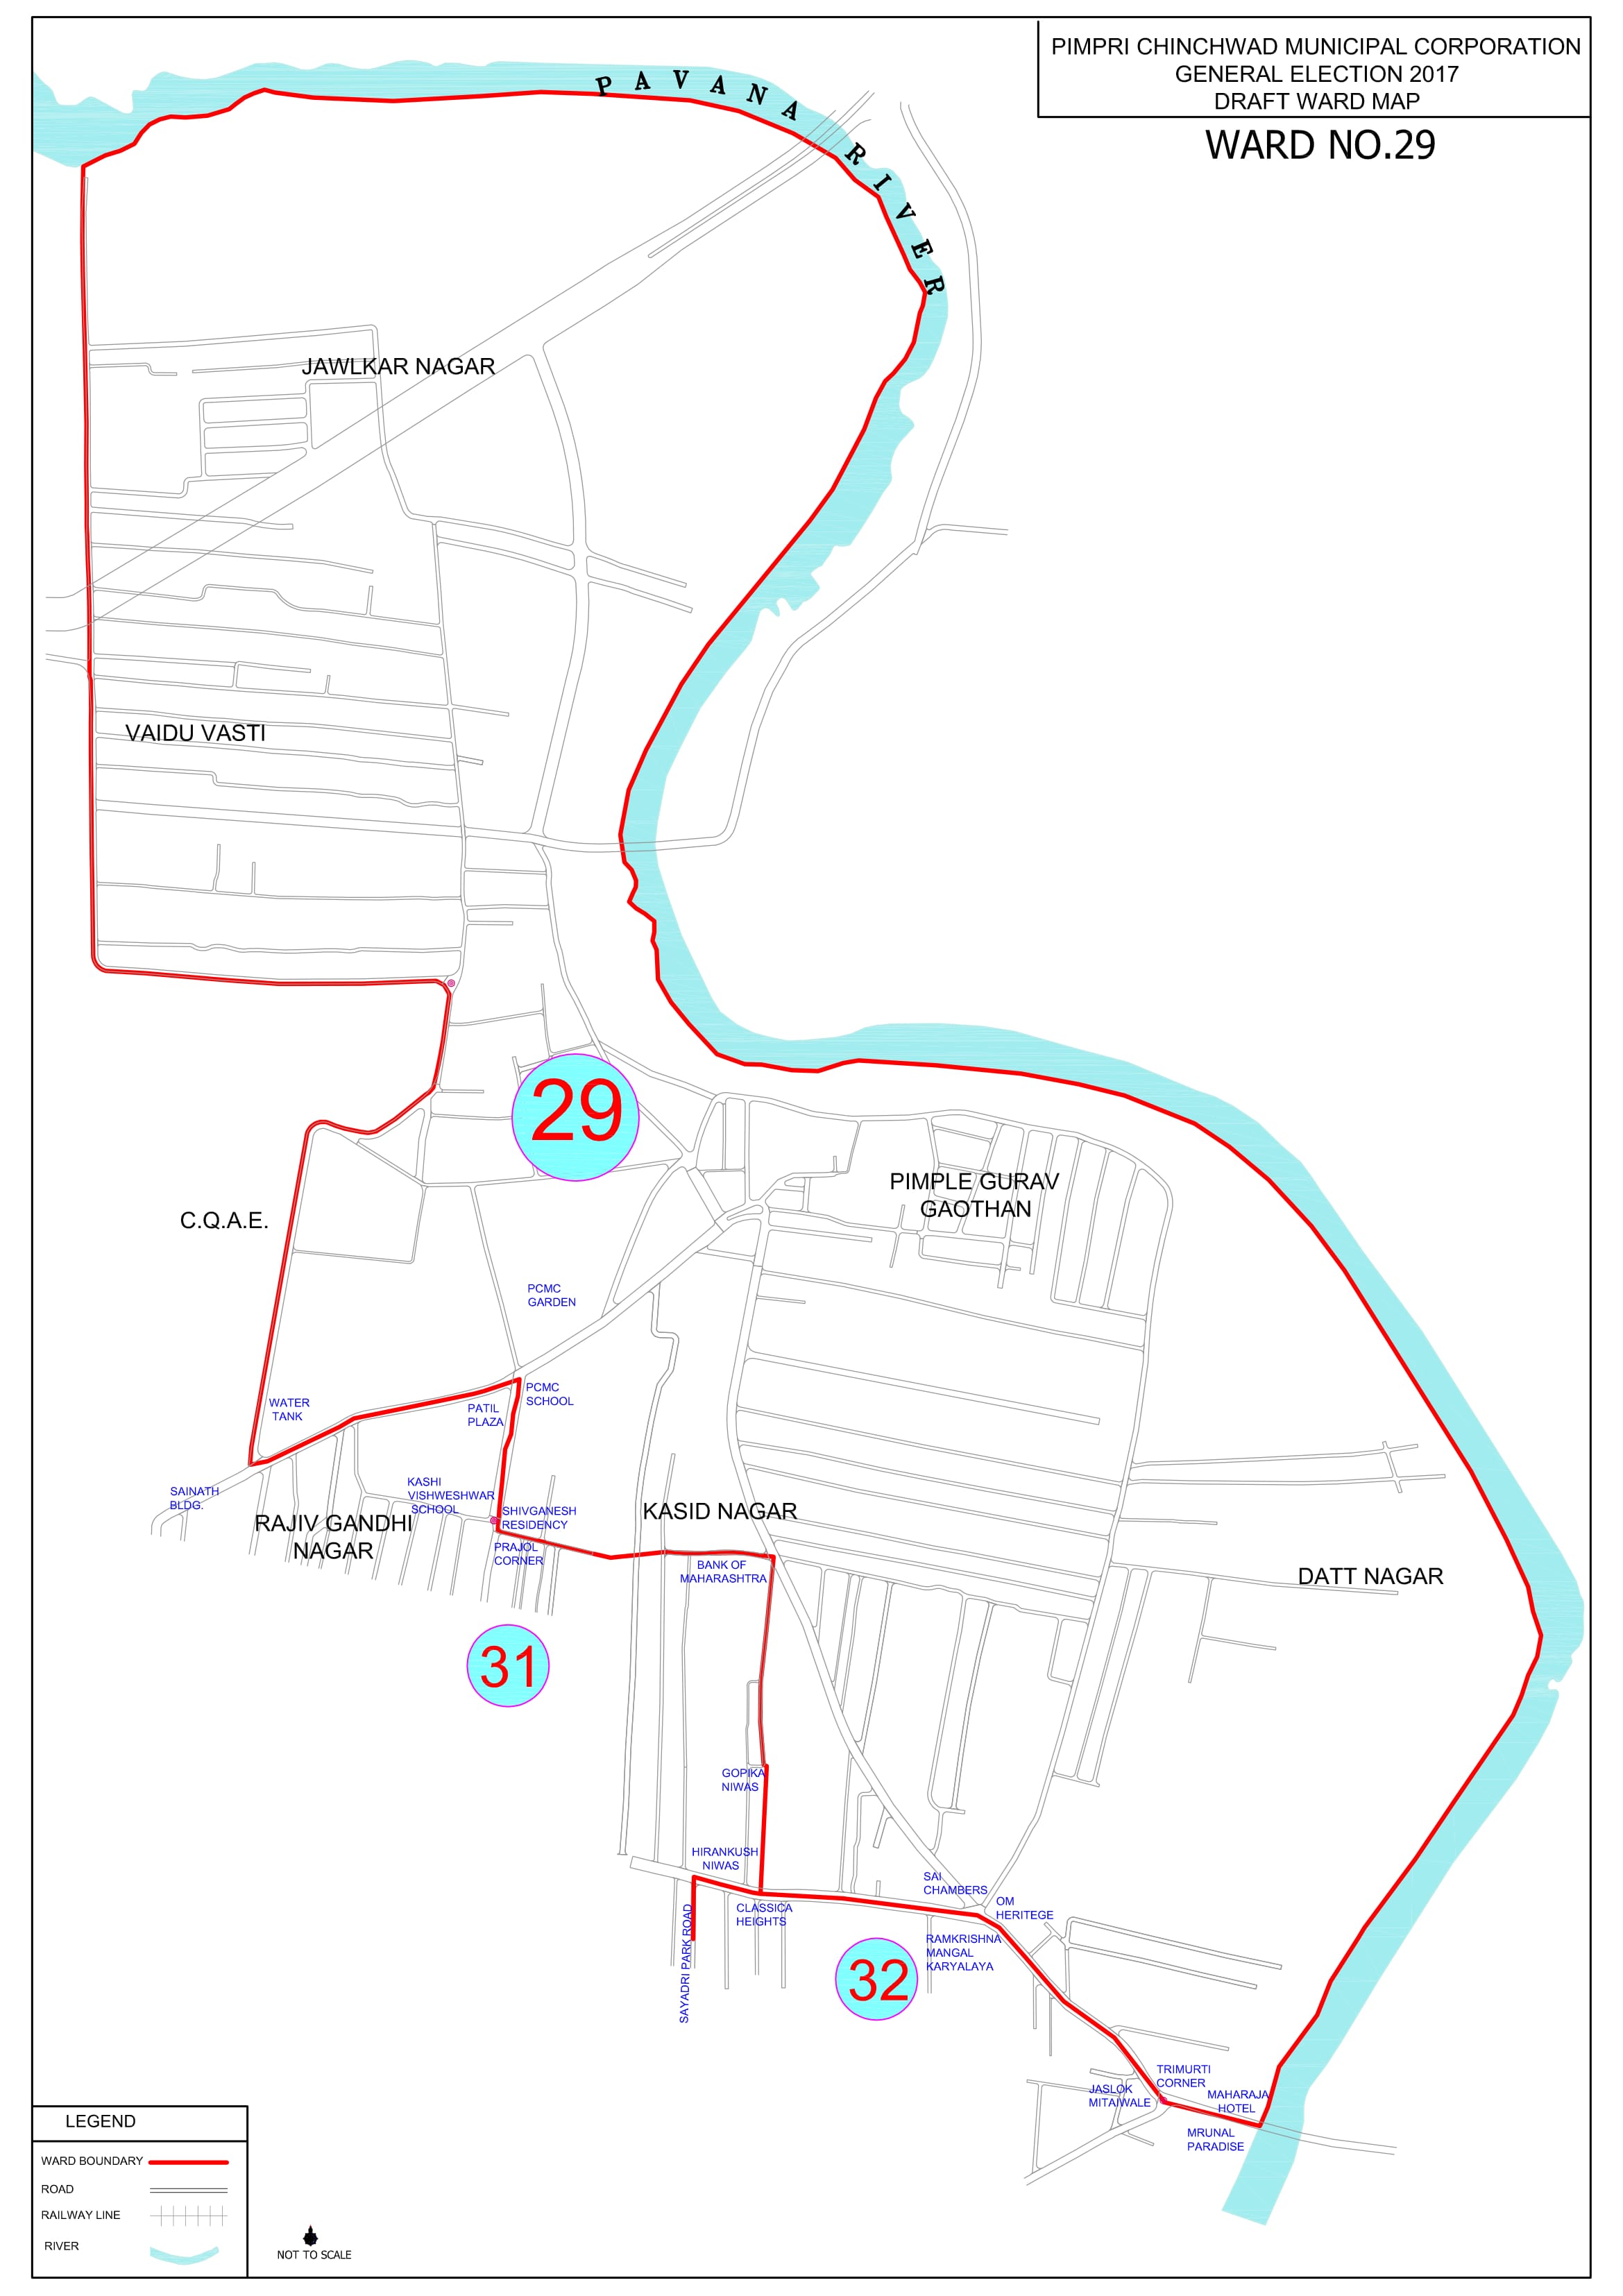 PIMPRI CHINCHWAD MUNICIPAL CORPORATION
GENERAL ELECTION 2017
DRAFT WARD MAP
WARD NO.29
PAVANA RIVER
JAWLKAR NAGAR
VAIDU VASTI
29
PIMPLE GURAV
GAOTHAN
C.Q.A.E.
PCMC
GARDEN
PCMC
SCHOOL
WATER
TANK
PATIL
PLAZA
KASHI
VISHWESHWAR
SCHOOL
SAINATH
BLDG.
SHIVGANESH
RESIDENCY
KASID NAGAR
RAJIV GANDHI
NAGAR
PRAJOL
CORNER
BANK OF
MAHARASHTRA
DATT NAGAR
31
GOPIKA
NIWAS
HIRANKUSH
NIWAS
SAI
CHAMBERS
OM
HERITEGE
CLASSICA
HEIGHTS
SAYADRI PARK ROAD
RAMKRISHNA
MANGAL
KARYALAYA
32
TRIMURTI
CORNER
JASLOK
MITAIWALE
MAHARAJA
HOTEL
MRUNAL
PARADISE
LEGEND
WARD BOUNDARY
ROAD
RAILWAY LINE
RIVER
NOT TO SCALE